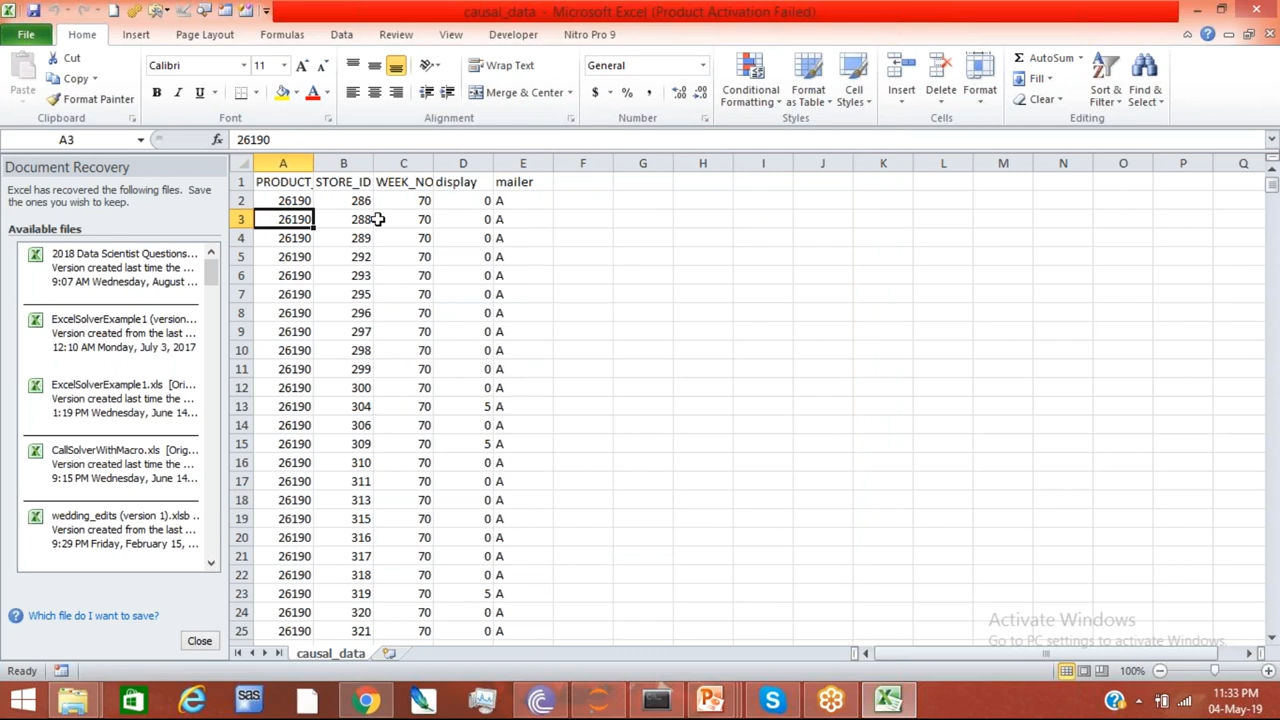 causal_data - Microsoft Excel (Product Activation Failed)
File Home Insert Page Layout Formulas Data Review View Developer Nitro Pro 9
Cut
Copy
Format Painter
Paste
Clipboard
Calibri 11
B I U
Font
Wrap Text
Merge & Center
Alignment
General
$ % ,
Number
Conditional Formatting
Format as Table
Cell Styles
Styles
Insert Delete Format
Cells
AutoSum
Fill
Clear
Sort & Filter
Find & Select
Editing
A3 fx 26190
Document Recovery
Excel has recovered the following files. Save
the ones you wish to keep.
Available files
2018 Data Scientist Questions...
Version created last time the ...
9:07 AM Wednesday, August ...
ExcelSolverExample1 (version...
Version created from the last ...
12:10 AM Monday, July 3, 2017
ExcelSolverExample1.xls [Ori...
Version created last time the ...
1:19 PM Wednesday, June 14...
CallSolverWithMacro.xls [Orig...
Version created last time the ...
9:15 PM Wednesday, June 14...
wedding_edits (version 1).xlsb ..
Version created from the last ...
9:29 PM Friday, February 15, ...
Which file do I want to save?
Close
A B C D E F G H I J K L M N O P Q
1 PRODUCT_ STORE_ID WEEK_NO display mailer
2 26190 286 70 0 A
3 26190 288 70 0 A
4 26190 289 70 0 A
5 26190 292 70 0 A
6 26190 293 70 0 A
7 26190 295 70 0 A
8 26190 296 70 0 A
9 26190 297 70 0 A
10 26190 298 70 0 A
11 26190 299 70 0 A
12 26190 300 70 0 A
13 26190 304 70 5 A
14 26190 306 70 0 A
15 26190 309 70 5 A
16 26190 310 70 0 A
17 26190 311 70 0 A
18 26190 313 70 0 A
19 26190 315 70 0 A
20 26190 316 70 0 A
21 26190 317 70 0 A
22 26190 318 70 0 A
23 26190 319 70 5 A
24 26190 320 70 0 A
25 26190 321 70 0 A
Activate Windows
Go to PC settings to activate Windows.
causal_data
Ready 100%
sas
11:33 PM
04-May-19